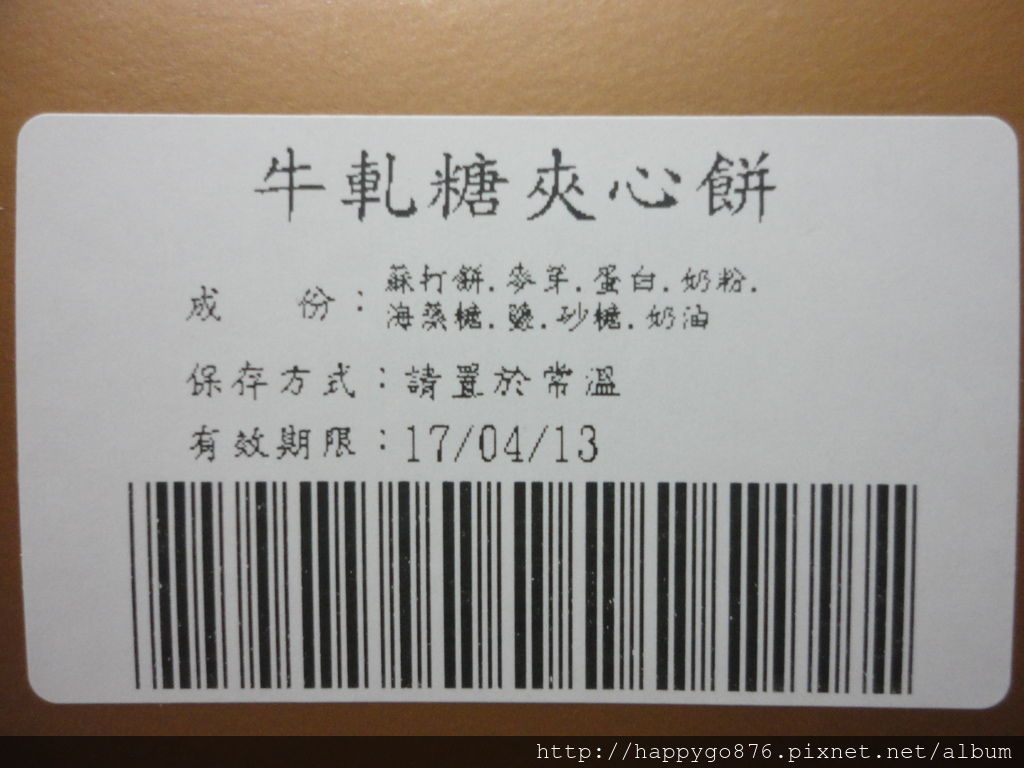 牛軋糖夾心餅
成 份：蘇打餅.麥芽.蛋白.奶粉.
海藻糖.鹽.砂糖.奶油
保存方式：請置於常溫
有效期限：17/04/13
http://happygo876.pixnet.net/album